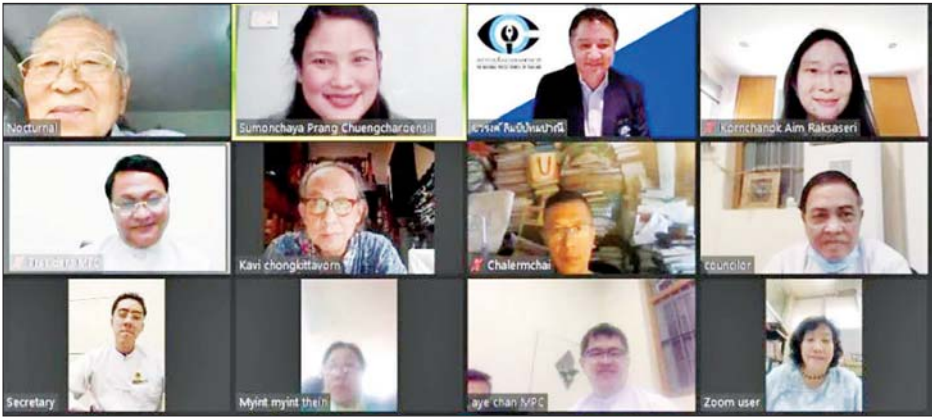 Nocturnal
Sumonchaya Prang Chuengcharoensil
Kornchanok Aim Raksaseri
Kavi chongkittavorn
Chalermchai
councilor
Secretary
Myint myint thein
aye chan MPC
Zoom user